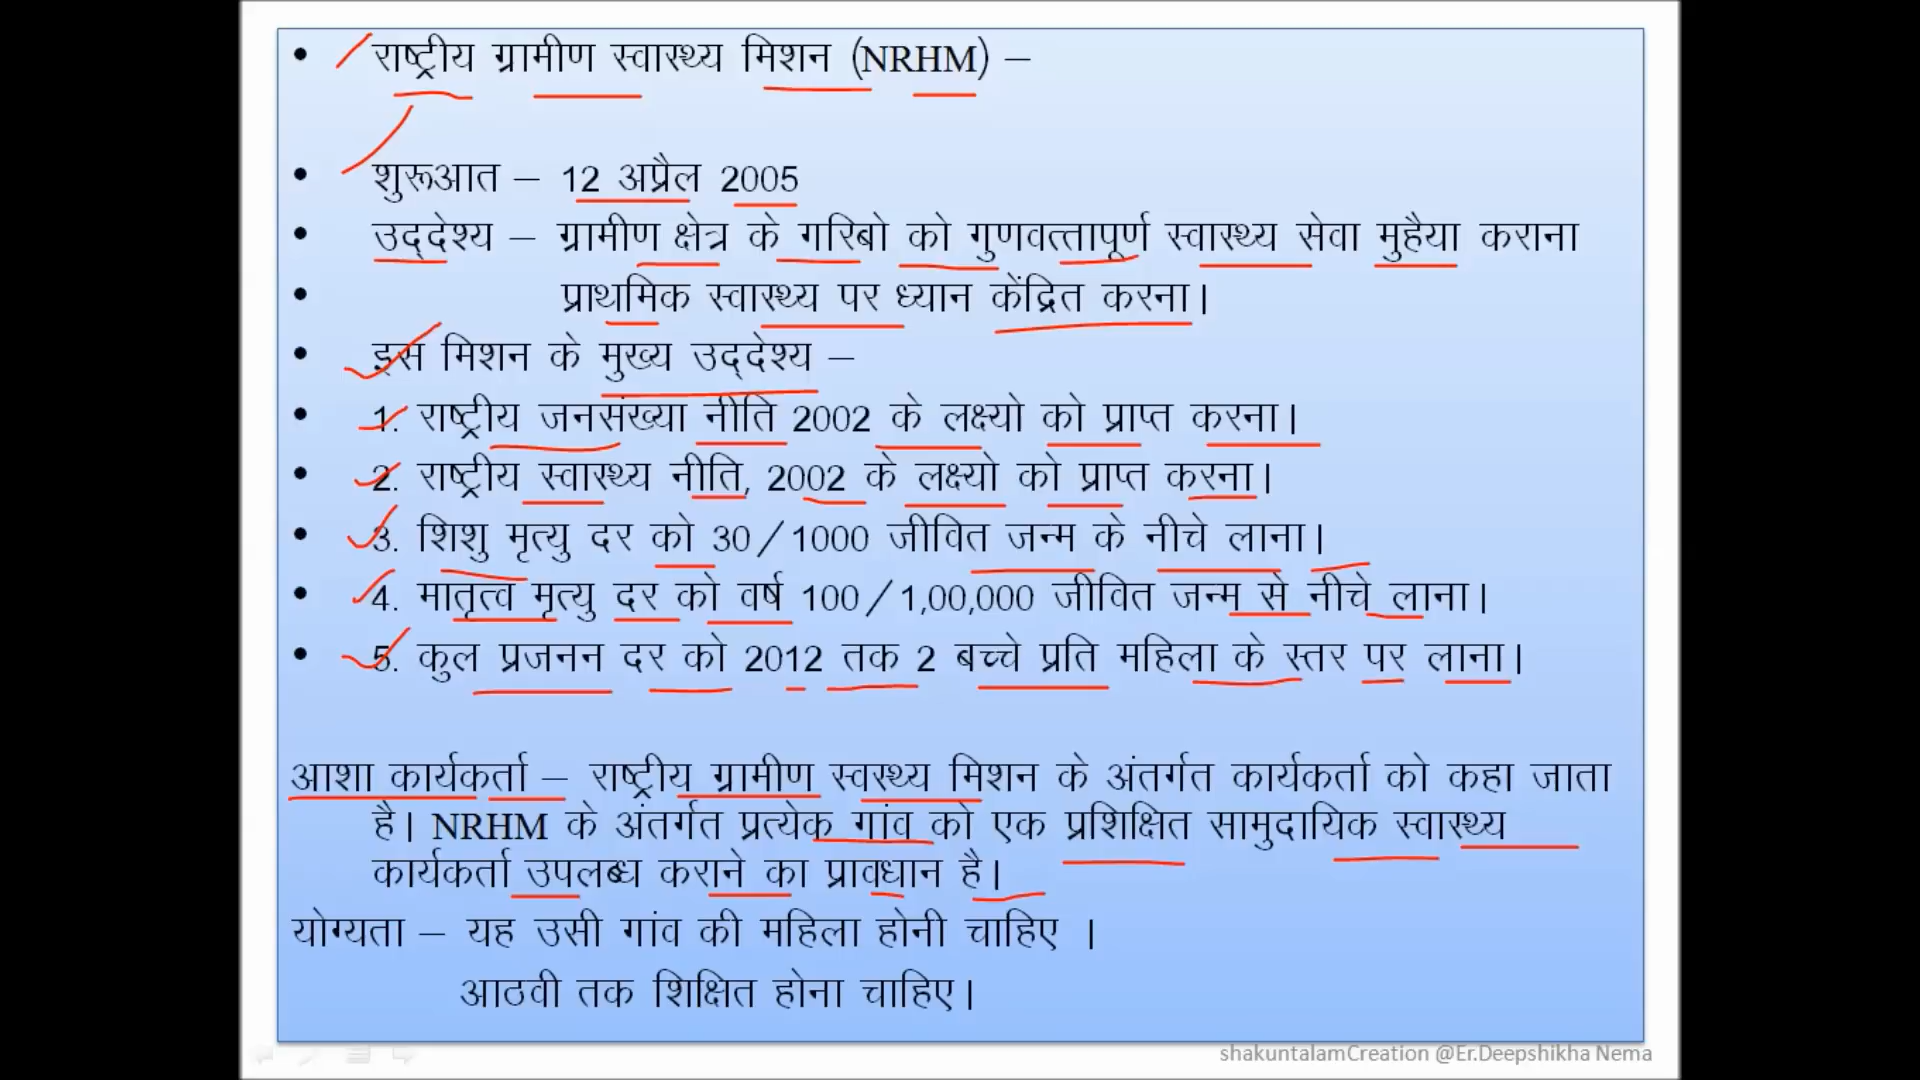 • राष्ट्रीय ग्रामीण स्वास्थ्य मिशन (NRHM) –
• शुरूआत – 12 अप्रैल 2005
• उद्देश्य – ग्रामीण क्षेत्र के गरिबो को गुणवत्तापूर्ण स्वास्थ्य सेवा मुहैया कराना
• प्राथमिक स्वास्थ्य पर ध्यान केंद्रित करना।
• इस मिशन के मुख्य उद्देश्य –
• 1. राष्ट्रीय जनसंख्या नीति 2002 के लक्ष्यो को प्राप्त करना।
• 2. राष्ट्रीय स्वास्थ्य नीति, 2002 के लक्ष्यो को प्राप्त करना।
• 3. शिशु मृत्यु दर को 30/1000 जीवित जन्म के नीचे लाना।
• 4. मातृत्व मृत्यु दर को वर्ष 100/1,00,000 जीवित जन्म से नीचे लाना।
• 5. कुल प्रजनन दर को 2012 तक 2 बच्चे प्रति महिला के स्तर पर लाना।
आशा कार्यकर्ता – राष्ट्रीय ग्रामीण स्वस्थ्य मिशन के अंतर्गत कार्यकर्ता को कहा जाता
है। NRHM के अंतर्गत प्रत्येक गांव को एक प्रशिक्षित सामुदायिक स्वास्थ्य
कार्यकर्ता उपलब्ध कराने का प्रावधान है।
योग्यता – यह उसी गांव की महिला होनी चाहिए ।
आठवी तक शिक्षित होना चाहिए।
shakuntalamCreation @Er.Deepshikha Nema